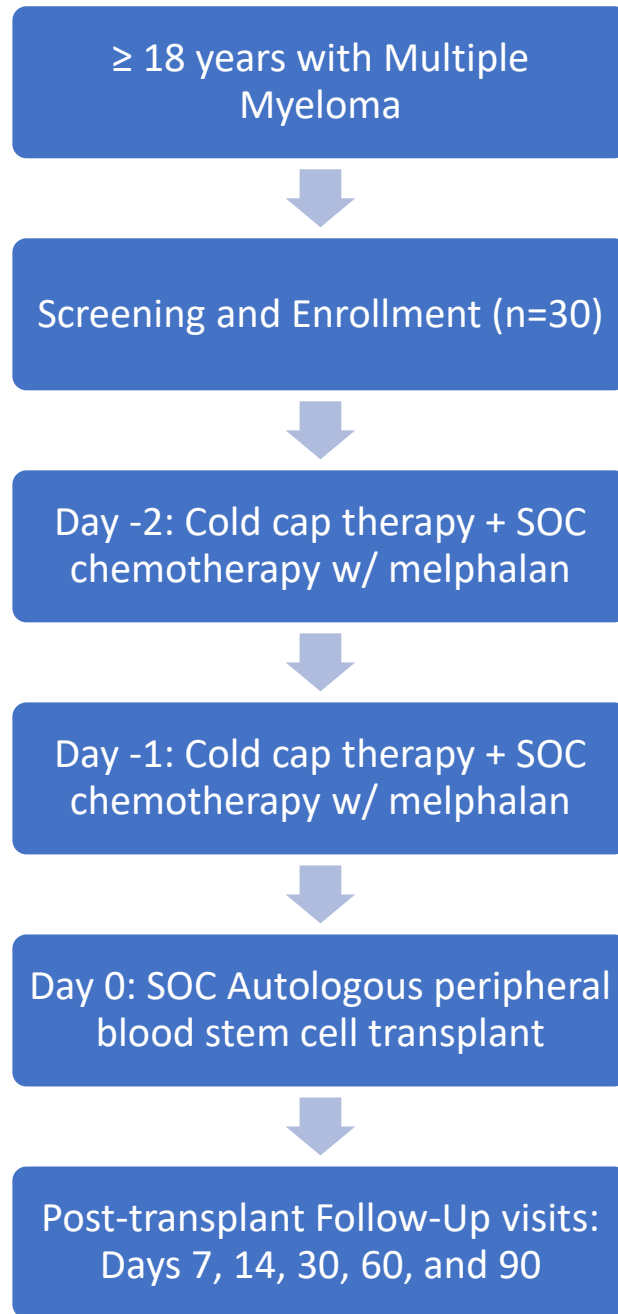 ≥ 18 years with Multiple
Myeloma
Screening and Enrollment (n=30)
Day -2: Cold cap therapy + SOC
chemotherapy w/ melphalan
Day -1: Cold cap therapy + SOC
chemotherapy w/ melphalan
Day 0: SOC Autologous peripheral
blood stem cell transplant
Post-transplant Follow-Up visits:
Days 7, 14, 30, 60, and 90